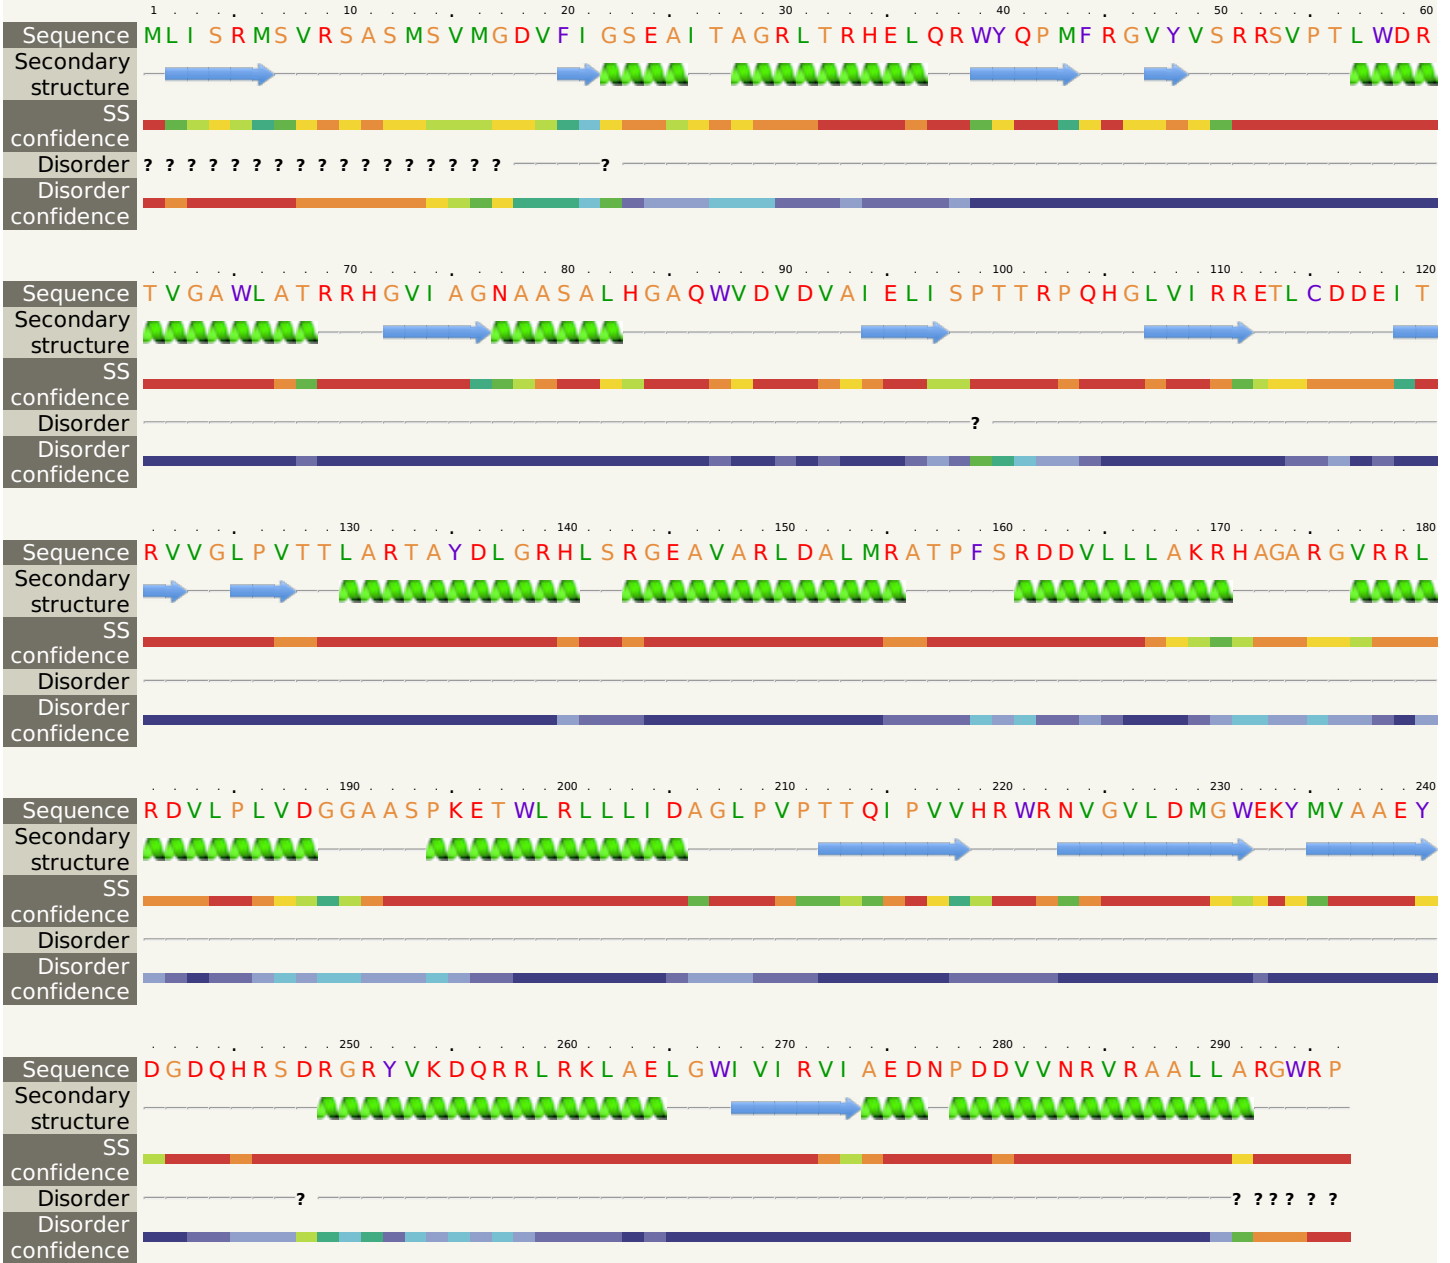 1 10 20 30 40 50 60
Sequence MLISRMSVRSASMSVMGDVFIGSEAITAGRLTRHELQRWYQPMFRGVYVSRRSVPTLWDR
Secondary
structure
SS
confidence
Disorder ? ? ? ? ? ? ? ? ? ? ? ? ? ? ? ? ? ?
Disorder
confidence
70 80 90 100 110 120
Sequence TVGAWLATRRHGVIAGNAASALHGAQWVDVDVAIELISPTTRPQHGLVIRRETLCDDEIT
Secondary
structure
SS
confidence
Disorder ?
Disorder
confidence
130 140 150 160 170 180
Sequence RVVGLPVTTLARTAYDLGRHLSRGEAVARLDALMRATPFSRDDVLLLAKRHAGARGVRRL
Secondary
structure
SS
confidence
Disorder
Disorder
confidence
190 200 210 220 230 240
Sequence RDVLPLVDGGAASPKETWLRLLLIDAGLPVPTTQIPVVHRWRNVGVLDMGWEKYMVAAEY
Secondary
structure
SS
confidence
Disorder
Disorder
confidence
250 260 270 280 290
Sequence DGDQHRSDRGRYVKDQRRLRKLAELGWIVIRVIAEDNPDDVVNRVRAALLARGWRP
Secondary
structure
SS
confidence
Disorder ? ? ? ? ? ? ?
Disorder
confidence